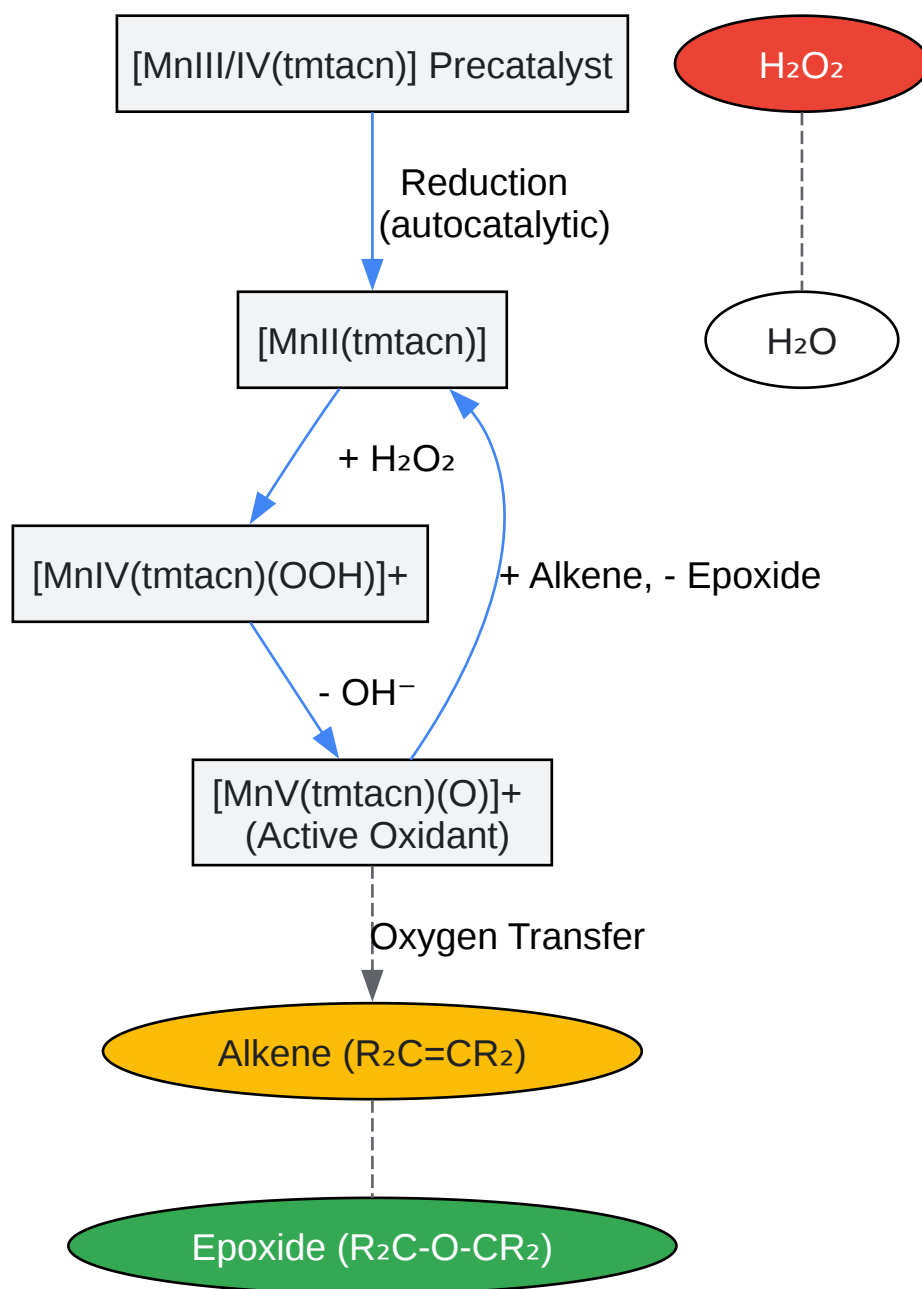 [MnIII/IV(tmtacn)] Precatalyst
H₂O₂
Reduction
(autocatalytic)
[MnII(tmtacn)]
H₂O
+ H₂O₂
[MnIV(tmtacn)(OOH)]+
+ Alkene, - Epoxide
- OH⁻
[MnV(tmtacn)(O)]+
(Active Oxidant)
Oxygen Transfer
Alkene (R₂C=CR₂)
Epoxide (R₂C-O-CR₂)